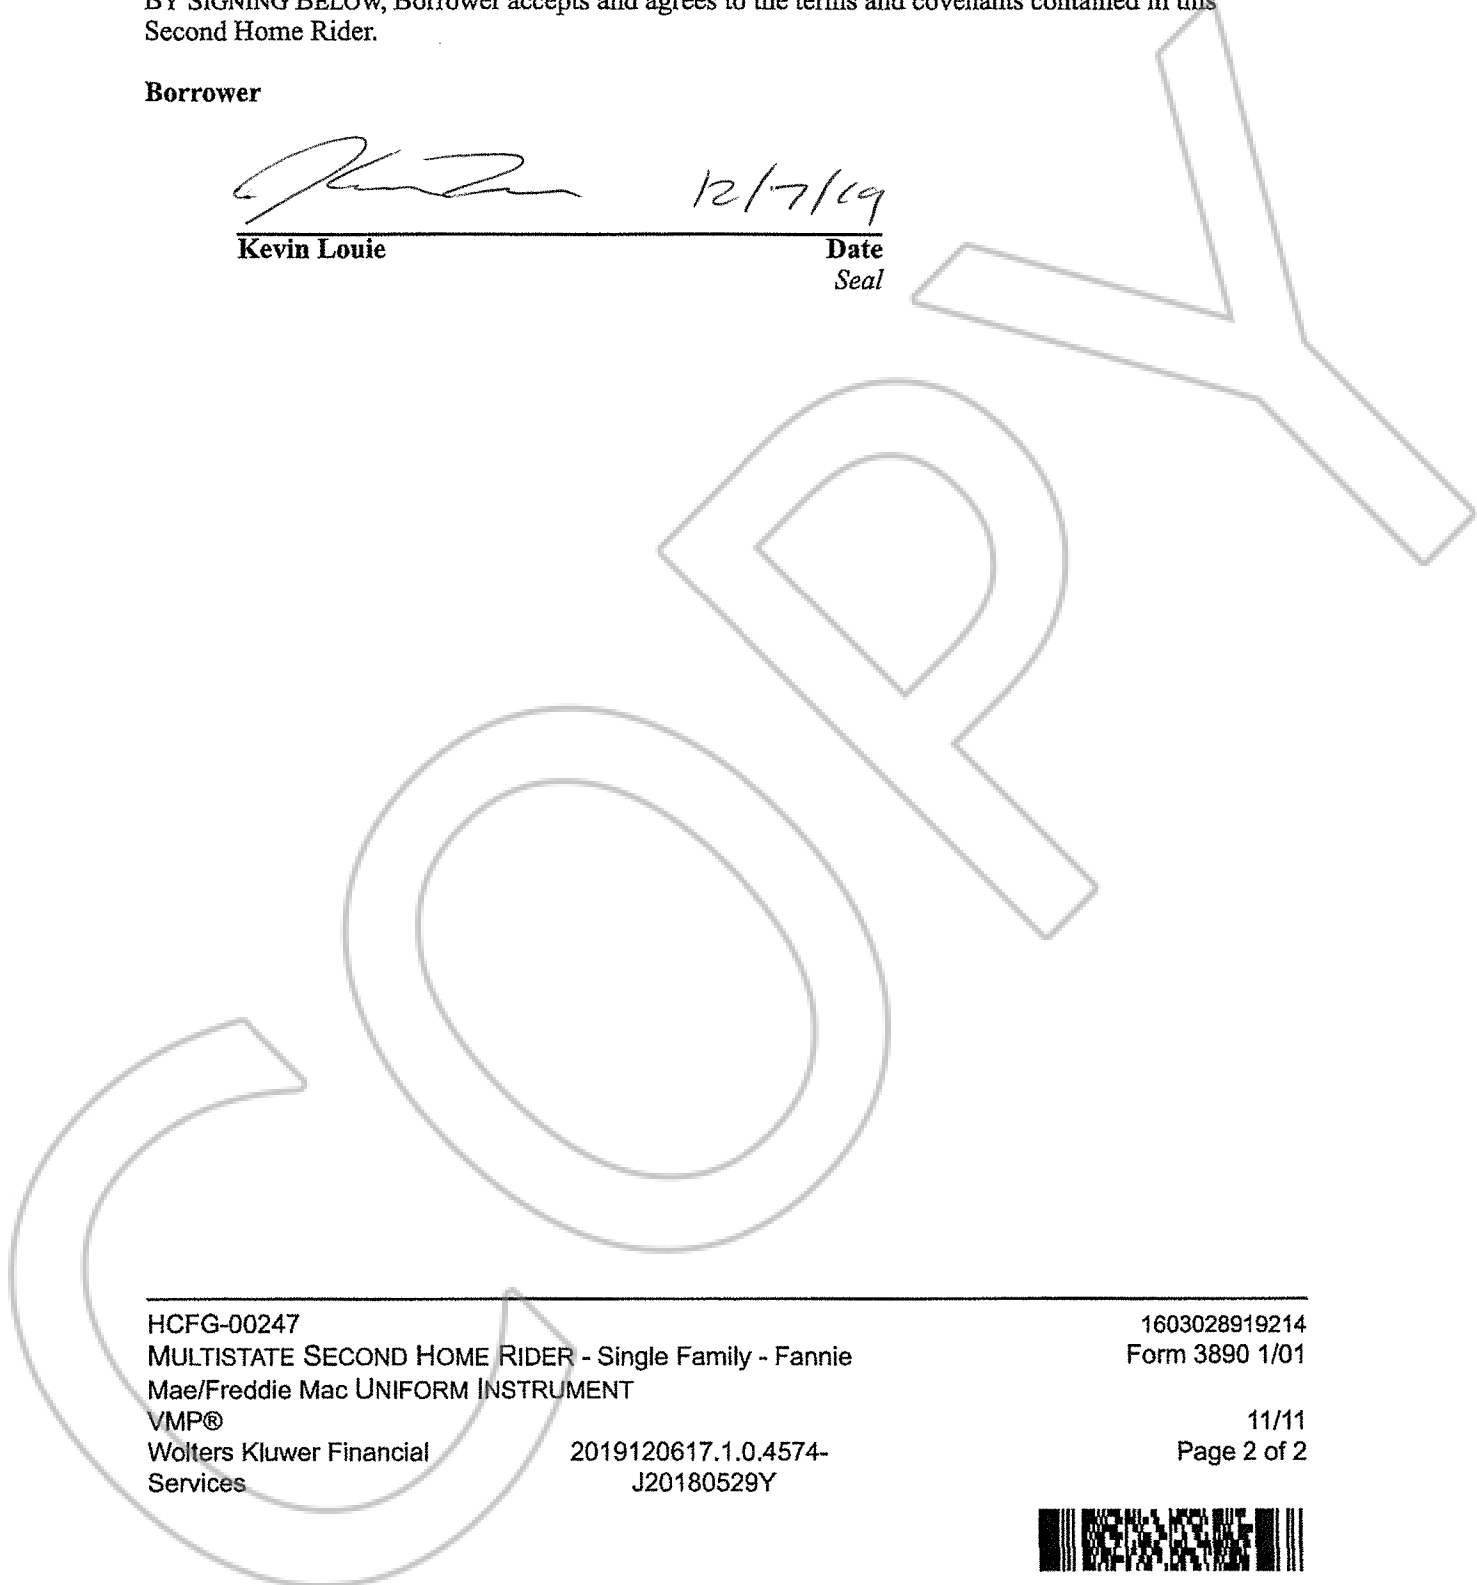 BY SIGNING BELOW, Borrower accepts and agrees to the terms and covenants contained in this
Second Home Rider.
Borrower
12/7/19
Kevin Louie Date
Seal
COPY
HCFG-00247 1603028919214
MULTISTATE SECOND HOME RIDER - Single Family - Fannie Form 3890 1/01
Mae/Freddie Mac UNIFORM INSTRUMENT
VMP® 11/11
Wolters Kluwer Financial 2019120617.1.0.4574- Page 2 of 2
Services J20180529Y